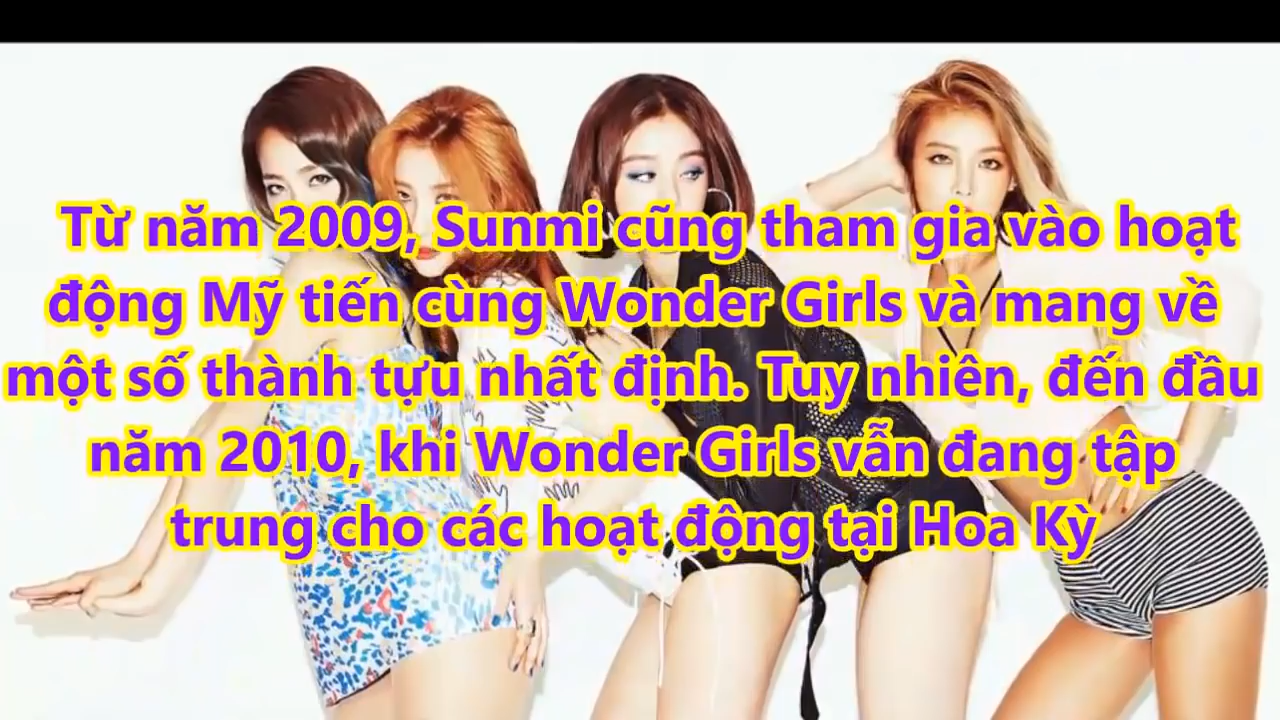 Từ năm 2009, Sunmi cũng tham gia vào hoạt
động Mỹ tiến cùng Wonder Girls và mang về
một số thành tựu nhất định. Tuy nhiên, đến đầu
năm 2010, khi Wonder Girls vẫn đang tập
trung cho các hoạt động tại Hoa Kỳ